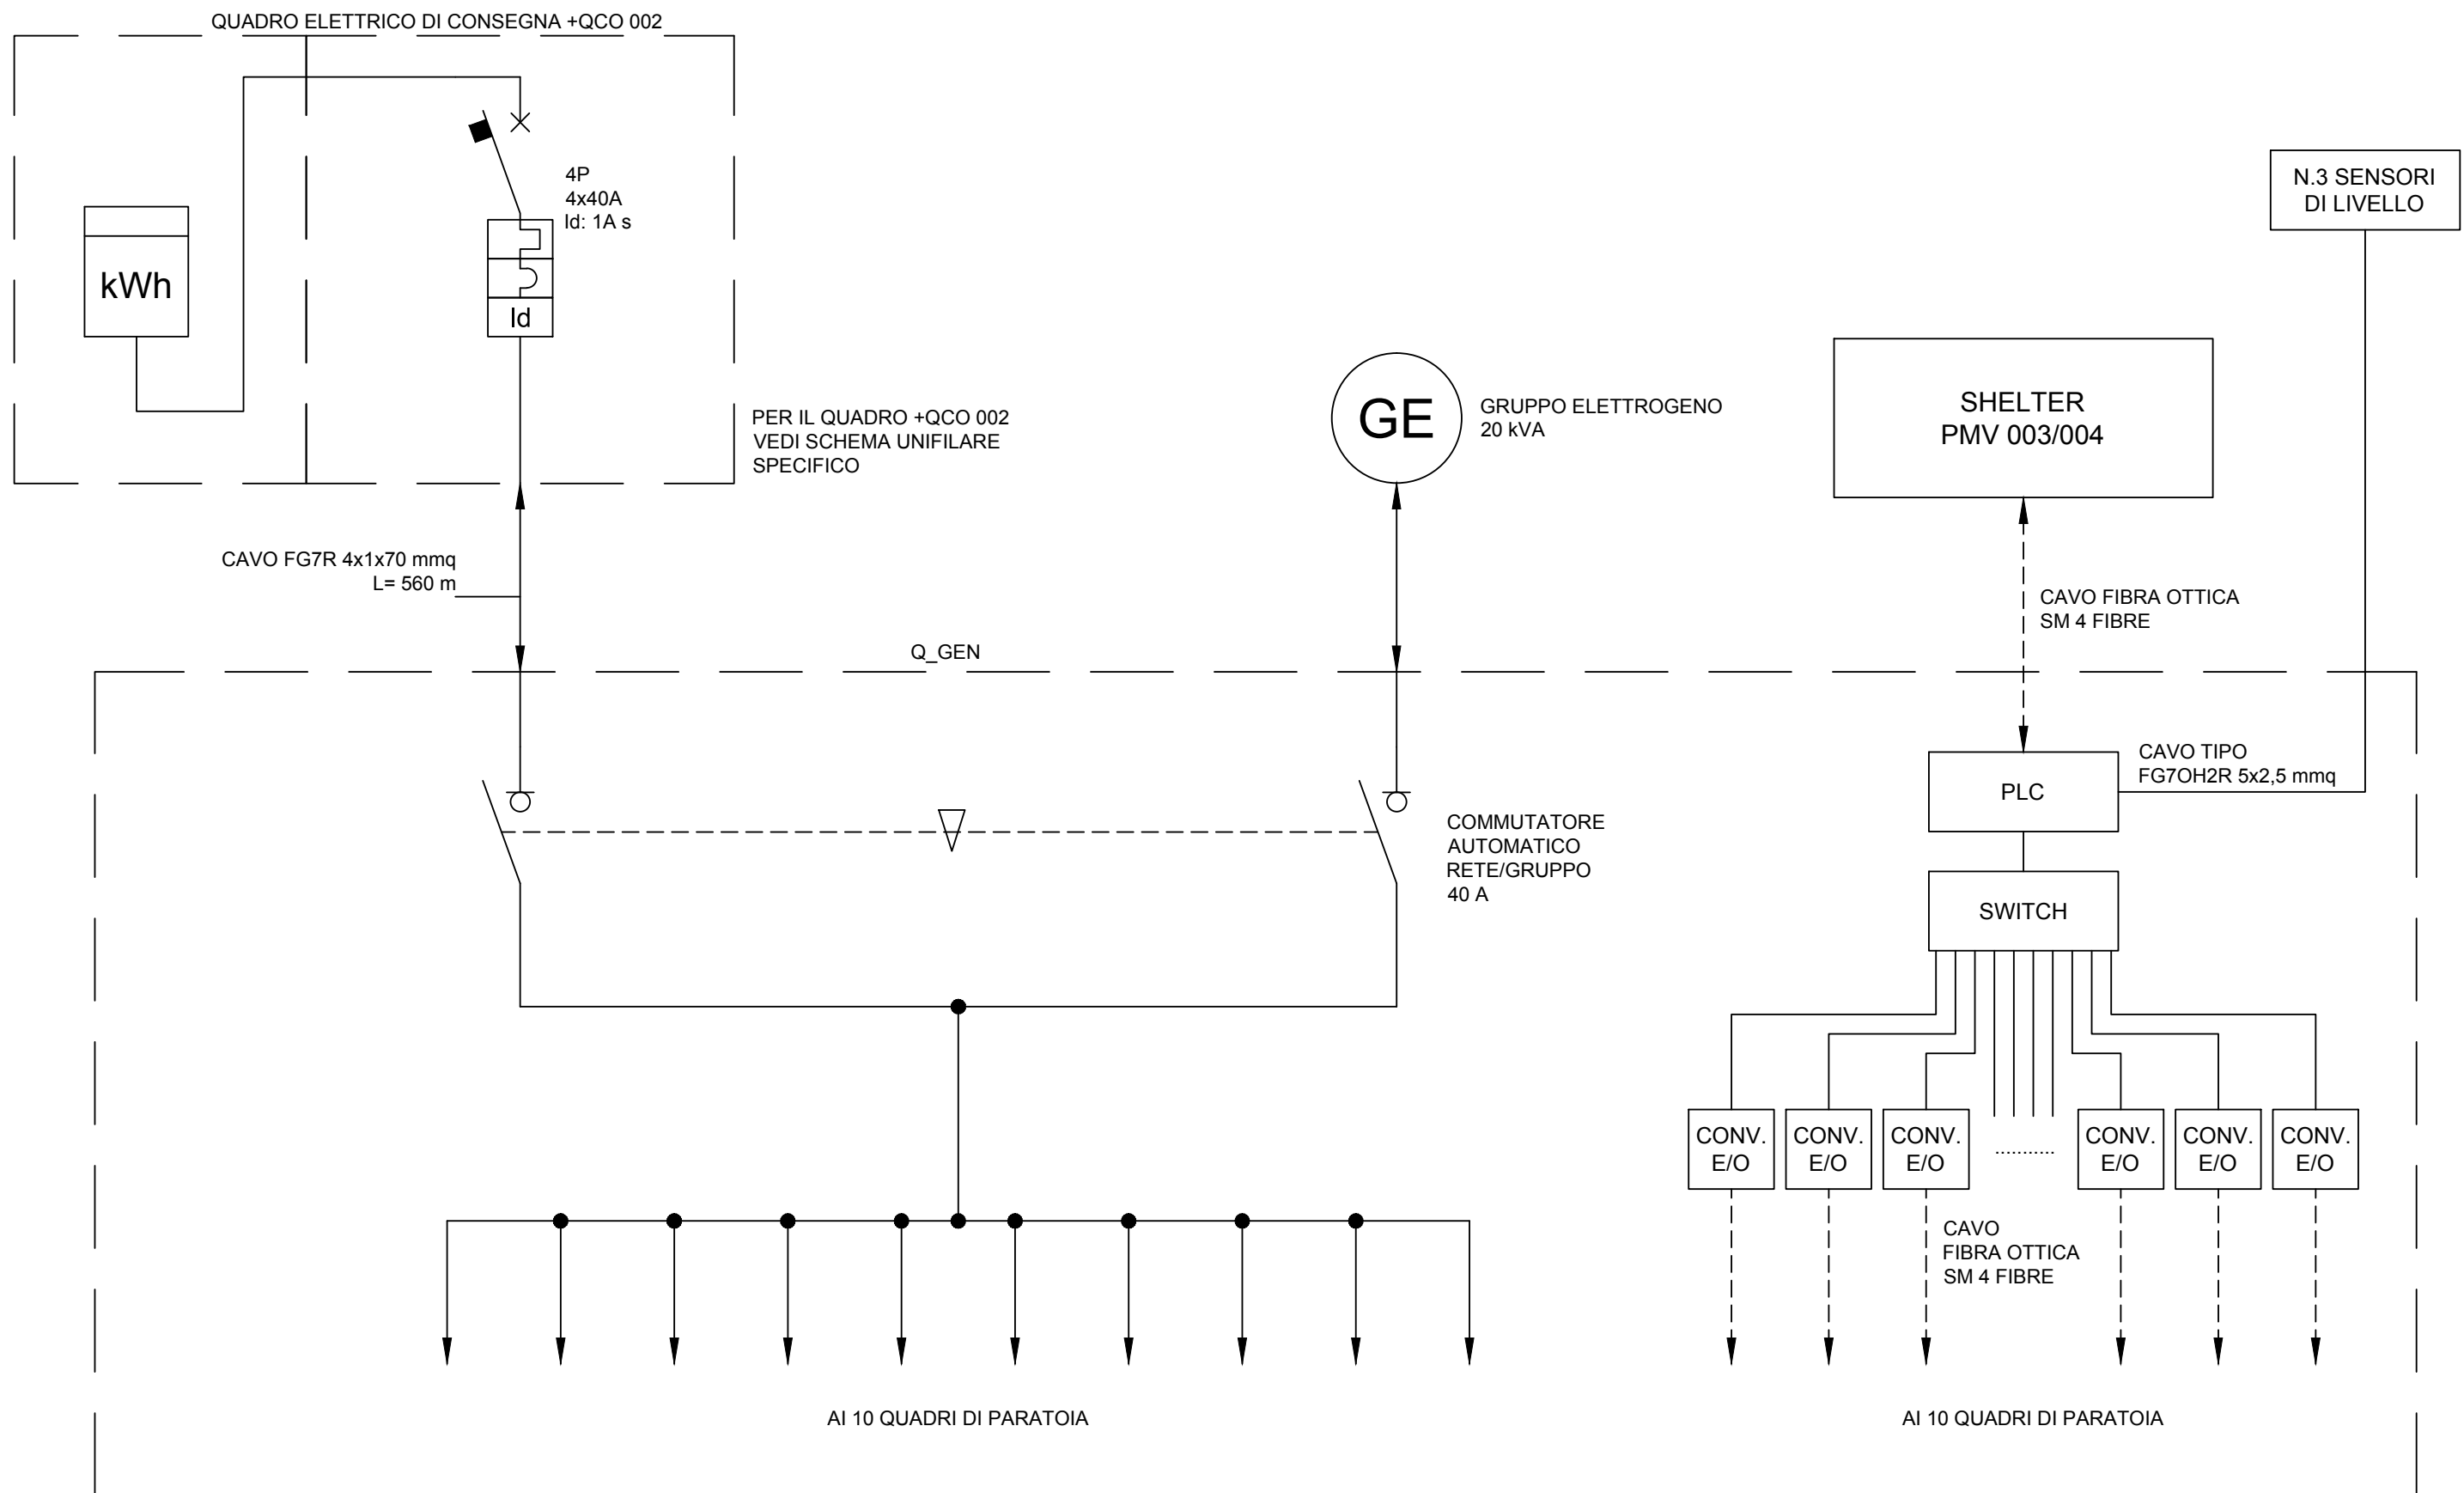 QUADRO ELETTRICO DI CONSEGNA +QCO 002
kWh
4P
4x40A
Id: 1A s
Id
PER IL QUADRO +QCO 002
VEDI SCHEMA UNIFILARE
SPECIFICO
CAVO FG7R 4x1x70 mmq
L= 560 m
GE
GRUPPO ELETTROGENO
20 kVA
SHELTER
PMV 003/004
N.3 SENSORI
DI LIVELLO
CAVO FIBRA OTTICA
SM 4 FIBRE
Q_GEN
COMMUTATORE
AUTOMATICO
RETE/GRUPPO
40 A
PLC
CAVO TIPO
FG7OH2R 5x2,5 mmq
SWITCH
CONV.
E/O
CONV.
E/O
CONV.
E/O
...........
CONV.
E/O
CONV.
E/O
CONV.
E/O
CAVO
FIBRA OTTICA
SM 4 FIBRE
AI 10 QUADRI DI PARATOIA
AI 10 QUADRI DI PARATOIA